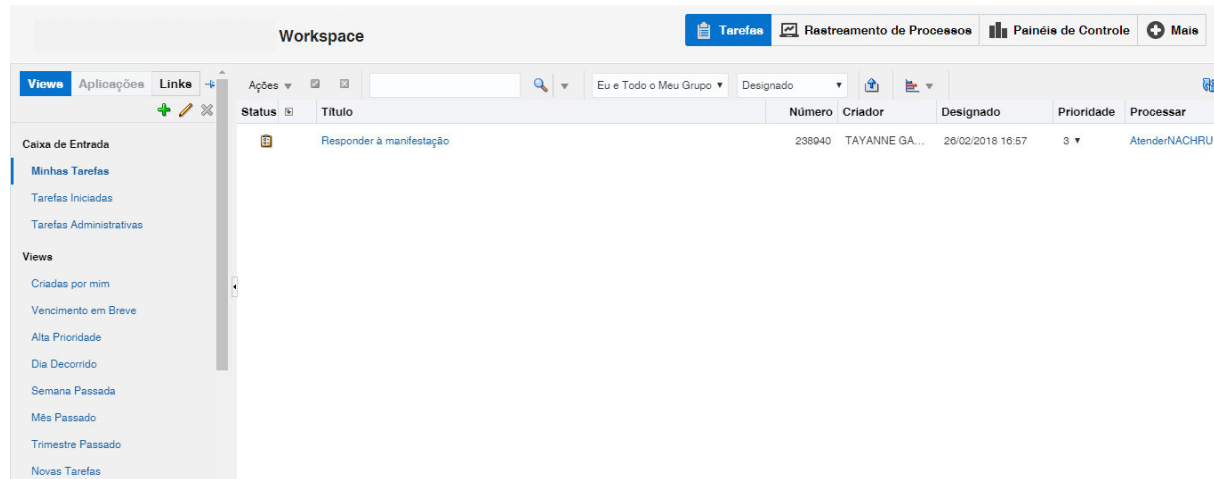 Workspace
Tarefas Rastreamento de Processos Painéis de Controle Mais
Views Aplicações Links
Ações Eu e Todo o Meu Grupo Designado
Status Título Número Criador Designado Prioridade Processar
Responder à manifestação 238940 TAYANNE GA... 26/02/2018 16:57 3 AtenderNACHRU
Caixa de Entrada
Minhas Tarefas
Tarefas Iniciadas
Tarefas Administrativas
Views
Criadas por mim
Vencimento em Breve
Alta Prioridade
Dia Decorrido
Semana Passada
Mês Passado
Trimestre Passado
Novas Tarefas